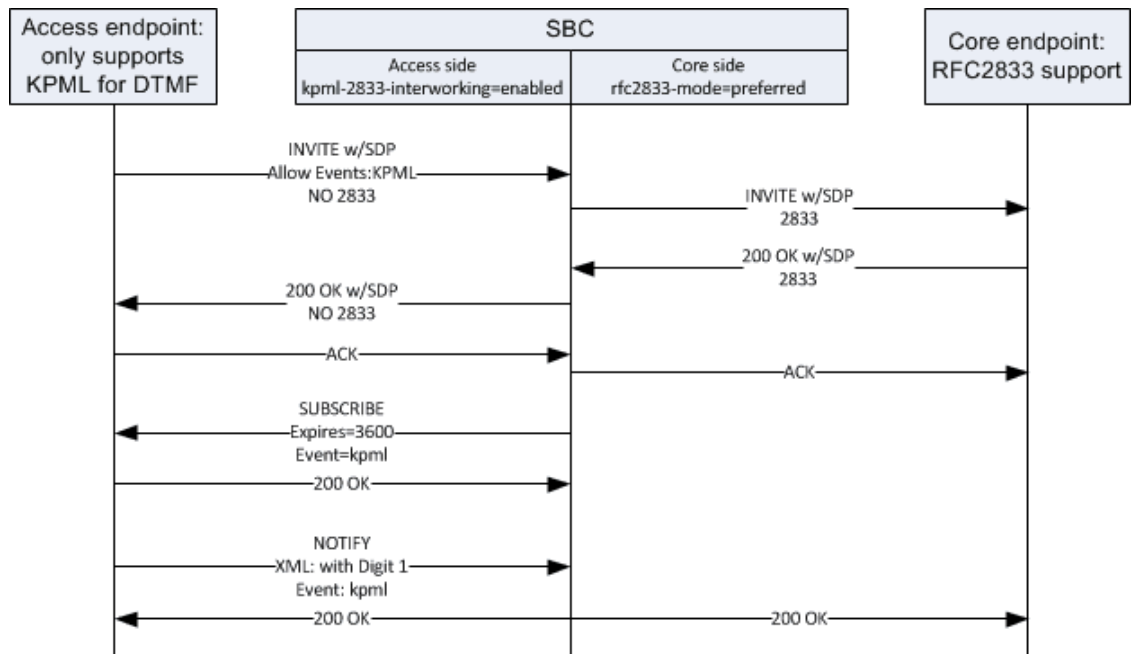 Access endpoint:
only supports
KPML for DTMF
SBC
Access side
kpml-2833-interworking=enabled
Core side
rfc2833-mode=preferred
Core endpoint:
RFC2833 support
INVITE w/SDP
Allow Events:KPML
NO 2833
INVITE w/SDP
2833
200 OK w/SDP
2833
200 OK w/SDP
NO 2833
ACK
ACK
SUBSCRIBE
Expires=3600
Event=kpml
200 OK
NOTIFY
XML: with Digit 1
Event: kpml
200 OK
200 OK